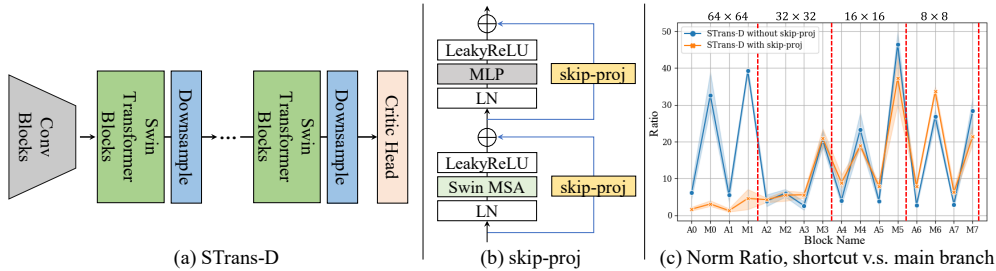 Conv
Blocks
Swin
Transformer
Blocks
Downsample
Swin
Transformer
Blocks
Downsample
Critic Head
(a) STrans-D
LeakyReLU
MLP
LN
skip-proj
LeakyReLU
Swin MSA
LN
skip-proj
(b) skip-proj
64 × 64
32 × 32
16 × 16
8 × 8
STrans-D without skip-proj
STrans-D with skip-proj
Ratio
50
40
30
20
10
0
A0 M0 A1 M1 A2 M2 A3 M3 A4 M4 A5 M5 A6 M6 A7 M7
Block Name
(c) Norm Ratio, shortcut v.s. main branch